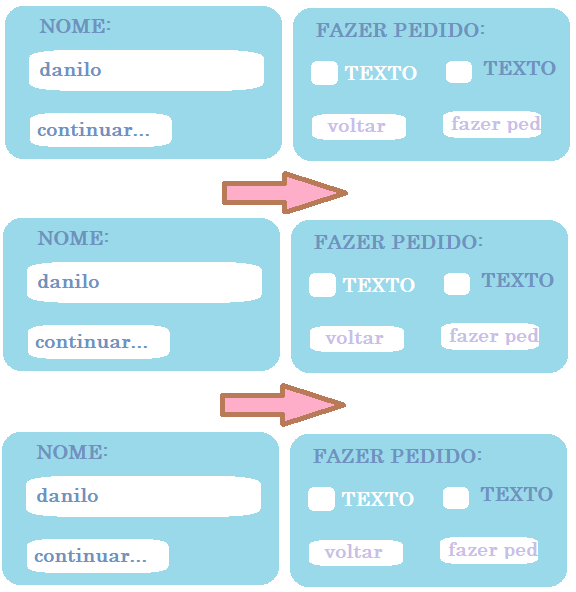 NOME:
danilo
continuar...
FAZER PEDIDO:
TEXTO TEXTO
voltar fazer ped
NOME:
danilo
continuar...
FAZER PEDIDO:
TEXTO TEXTO
voltar fazer ped
NOME:
danilo
continuar...
FAZER PEDIDO:
TEXTO TEXTO
voltar fazer ped